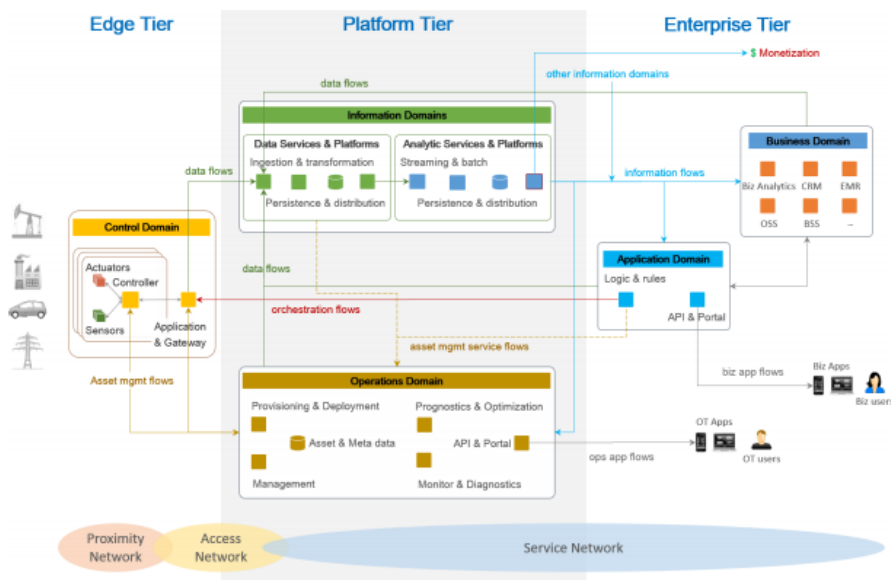 Edge Tier
Platform Tier
Enterprise Tier
$ Monetization
other information domains
data flows
Information Domains
Data Services & Platforms
Ingestion & transformation
Persistence & distribution
Analytic Services & Platforms
Streaming & batch
Persistence & distribution
Business Domain
Biz Analytics
CRM
EMR
OSS
BSS
–
data flows
information flows
Control Domain
Actuators
Controller
Sensors
Application
& Gateway
data flows
orchestration flows
Application Domain
Logic & rules
API & Portal
asset mgmt service flows
Asset mgmt flows
Operations Domain
Provisioning & Deployment
Prognostics & Optimization
Asset & Meta data
API & Portal
Management
Monitor & Diagnostics
biz app flows
Biz Apps
Biz users
OT Apps
ops app flows
OT users
Proximity
Network
Access
Network
Service Network